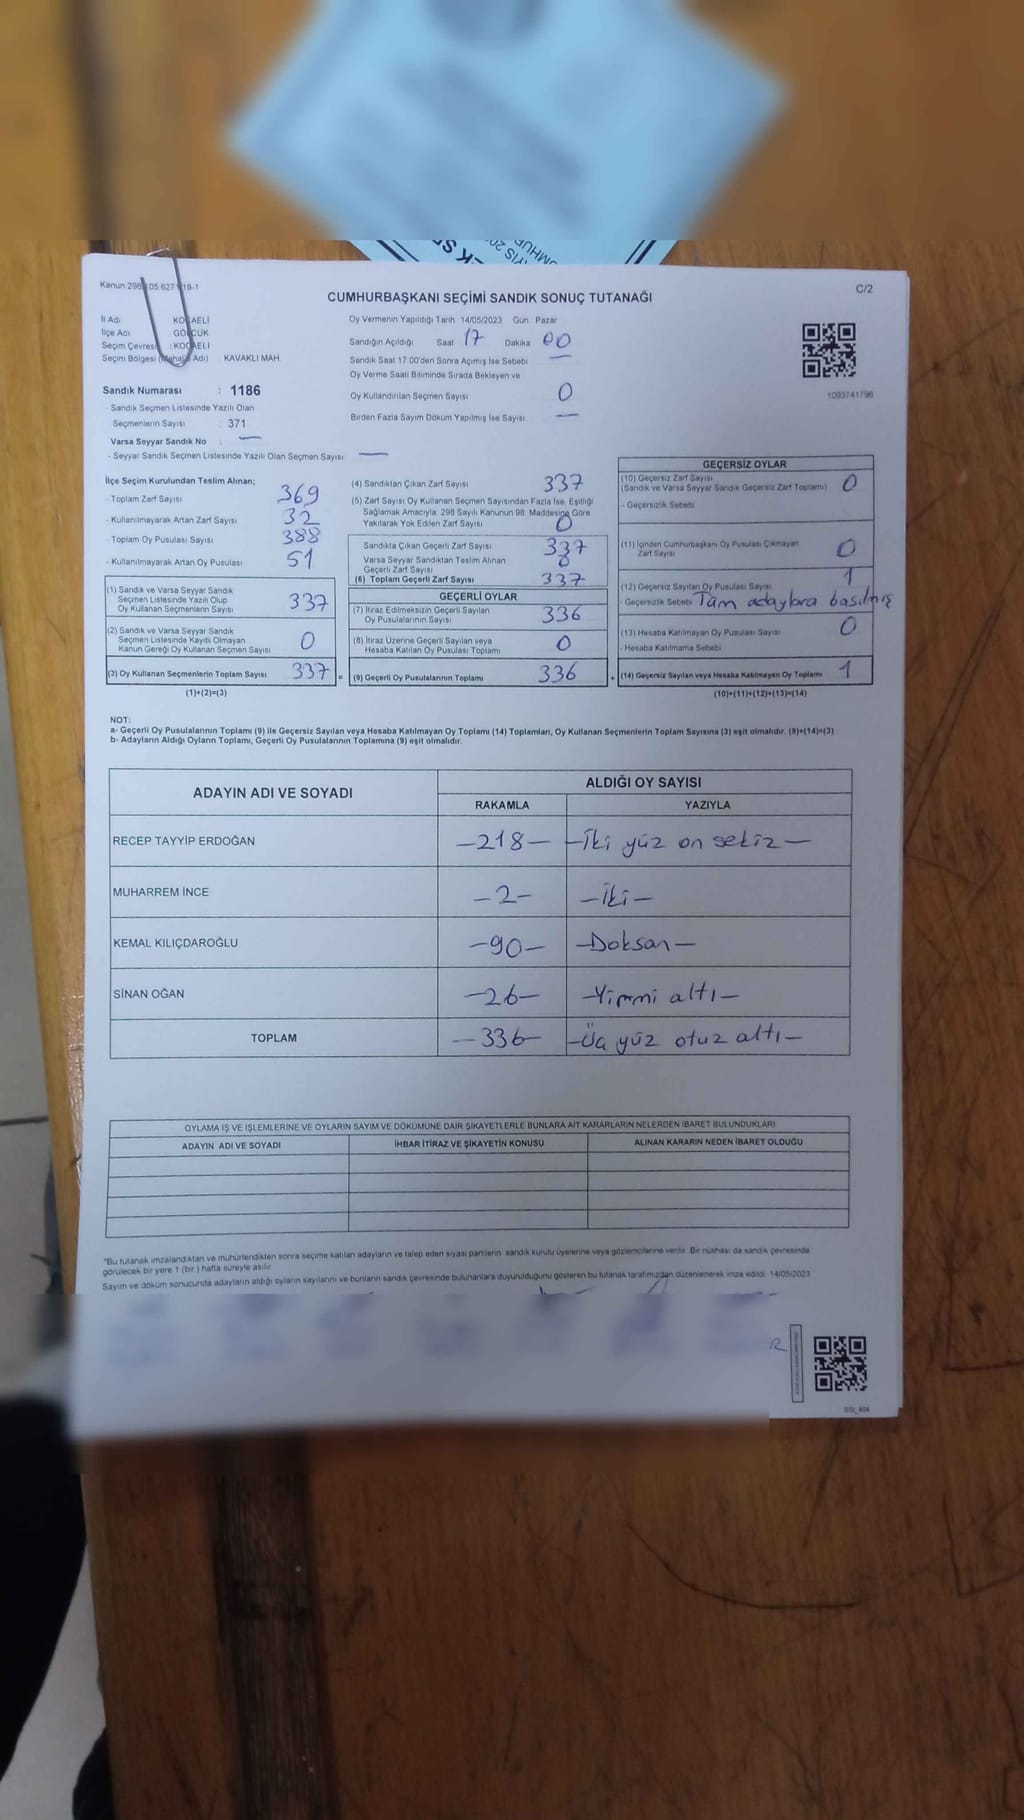 C/2
CUMHURBAŞKANI SEÇİMİ SANDIK SONUÇ TUTANAĞI
İl Adı KOCAELİ
İlçe Adı GÖLCÜK
Seçim Çevresi : KOCAELİ
Seçim Bölgesi (Mahalle Adı) KAVAKLI MAH
Sandık Numarası : 1186
- Sandık Seçmen Listesinde Yazılı Olan
Seçmenlerin Sayısı : 371
Varsa Seyyar Sandık No : —
- Seyyar Sandık Seçmen Listesinde Yazılı Olan Seçmen Sayısı : —
Oy Vermenin Yapıldığı Tarih 14/05/2023 Gün Pazar
Sandığın Açıldığı Saat 17 Dakika 00
Sandık Saat 17.00'den Sonra Açılmış İse Sebebi —
Oy Verme Saati Bitiminde Sırada Bekleyen ve
Oy Kullandırılan Seçmen Sayısı 0
Birden Fazla Sayım Döküm Yapılmış İse Sayısı —
1093741796
İlçe Seçim Kurulundan Teslim Alınan;
- Toplam Zarf Sayısı 369
- Kullanılmayarak Artan Zarf Sayısı 32
- Toplam Oy Pusulası Sayısı 388
- Kullanılmayarak Artan Oy Pusulası 51
(1) Sandık ve Varsa Seyyar Sandık
Seçmen Listesinde Yazılı Olup
Oy Kullanan Seçmenlerin Sayısı 337
(2) Sandık ve Varsa Seyyar Sandık
Seçmen Listesinde Kayıtlı Olmayan
Kanun Gereği Oy Kullanan Seçmen Sayısı 0
(3) Oy Kullanan Seçmenlerin Toplam Sayısı 337 =
(1)+(2)=(3)
(4) Sandıktan Çıkan Zarf Sayısı 337
(5) Zarf Sayısı Oy Kullanan Seçmen Sayısından Fazla İse, Eşitliği
Sağlamak Amacıyla, 298 Sayılı Kanunun 98. Maddesine Göre
Yakılarak Yok Edilen Zarf Sayısı 0
Sandıkta Çıkan Geçerli Zarf Sayısı 337
Varsa Seyyar Sandıktan Teslim Alınan
Geçerli Zarf Sayısı 0
(6) Toplam Geçerli Zarf Sayısı 337
GEÇERLİ OYLAR
(7) İtiraz Edilmeksizin Geçerli Sayılan
Oy Pusulalarının Sayısı 336
(8) İtiraz Üzerine Geçerli Sayılan veya
Hesaba Katılan Oy Pusulası Toplamı 0
(9) Geçerli Oy Pusulalarının Toplamı 336 +
GEÇERSİZ OYLAR
(10) Geçersiz Zarf Sayısı
(Sandık ve Varsa Seyyar Sandık Geçersiz Zarf Toplamı) 0
- Geçersizlik Sebebi
(11) İçinden Cumhurbaşkanı Oy Pusulası Çıkmayan
Zarf Sayısı 0
(12) Geçersiz Sayılan Oy Pusulası Sayısı 1
- Geçersizlik Sebebi Tüm adaylara basılmış
(13) Hesaba Katılmayan Oy Pusulası Sayısı 0
- Hesaba Katılmama Sebebi
(14) Geçersiz Sayılan veya Hesaba Katılmayan Oy Toplamı 1
(10)+(11)+(12)+(13)=(14)
NOT:
a- Geçerli Oy Pusulalarının Toplamı (9) ile Geçersiz Sayılan veya Hesaba Katılmayan Oy Toplamı (14) Toplamları, Oy Kullanan Seçmenlerin Toplam Sayısına (3) eşit olmalıdır. (9)+(14)=(3)
b- Adayların Aldığı Oyların Toplamı, Geçerli Oy Pusulalarının Toplamına (9) eşit olmalıdır.
ADAYIN ADI VE SOYADI ALDIĞI OY SAYISI
RAKAMLA YAZIYLA
RECEP TAYYİP ERDOĞAN —218— —İki yüz on sekiz—
MUHARREM İNCE —2— —İki—
KEMAL KILIÇDAROĞLU —90— —Doksan—
SİNAN OĞAN —26— —Yirmi altı—
TOPLAM —336— —Üç yüz otuz altı—
OYLAMA İŞ VE İŞLEMLERİNE VE OYLARIN SAYIM VE DÖKÜMÜNE DAİR ŞİKAYETLERLE BUNLARA AİT KARARLARIN NELERDEN İBARET BULUNDUKLARI
ADAYIN ADI VE SOYADI İHBAR İTİRAZ VE ŞİKAYETİN KONUSU ALINAN KARARIN NEDEN İBARET OLDUĞU
*Bu tutanak imzalandıktan ve mühürlendikten sonra seçime katılan adayların ve talep eden siyasi partilerin sandık kurulu üyelerine veya gözlemcilerine verilir. Bir nüshası da sandık çevresinde
görülecek bir yere 1 (bir) hafta süreyle asılır.
Sayım ve döküm sonucunda adayların aldığı oyların sayılarını ve bunların sandık çevresinde bulunanlara duyurulduğunu gösteren bu tutanak tarafımızdan düzenlenerek imza edildi. 14/05/2023